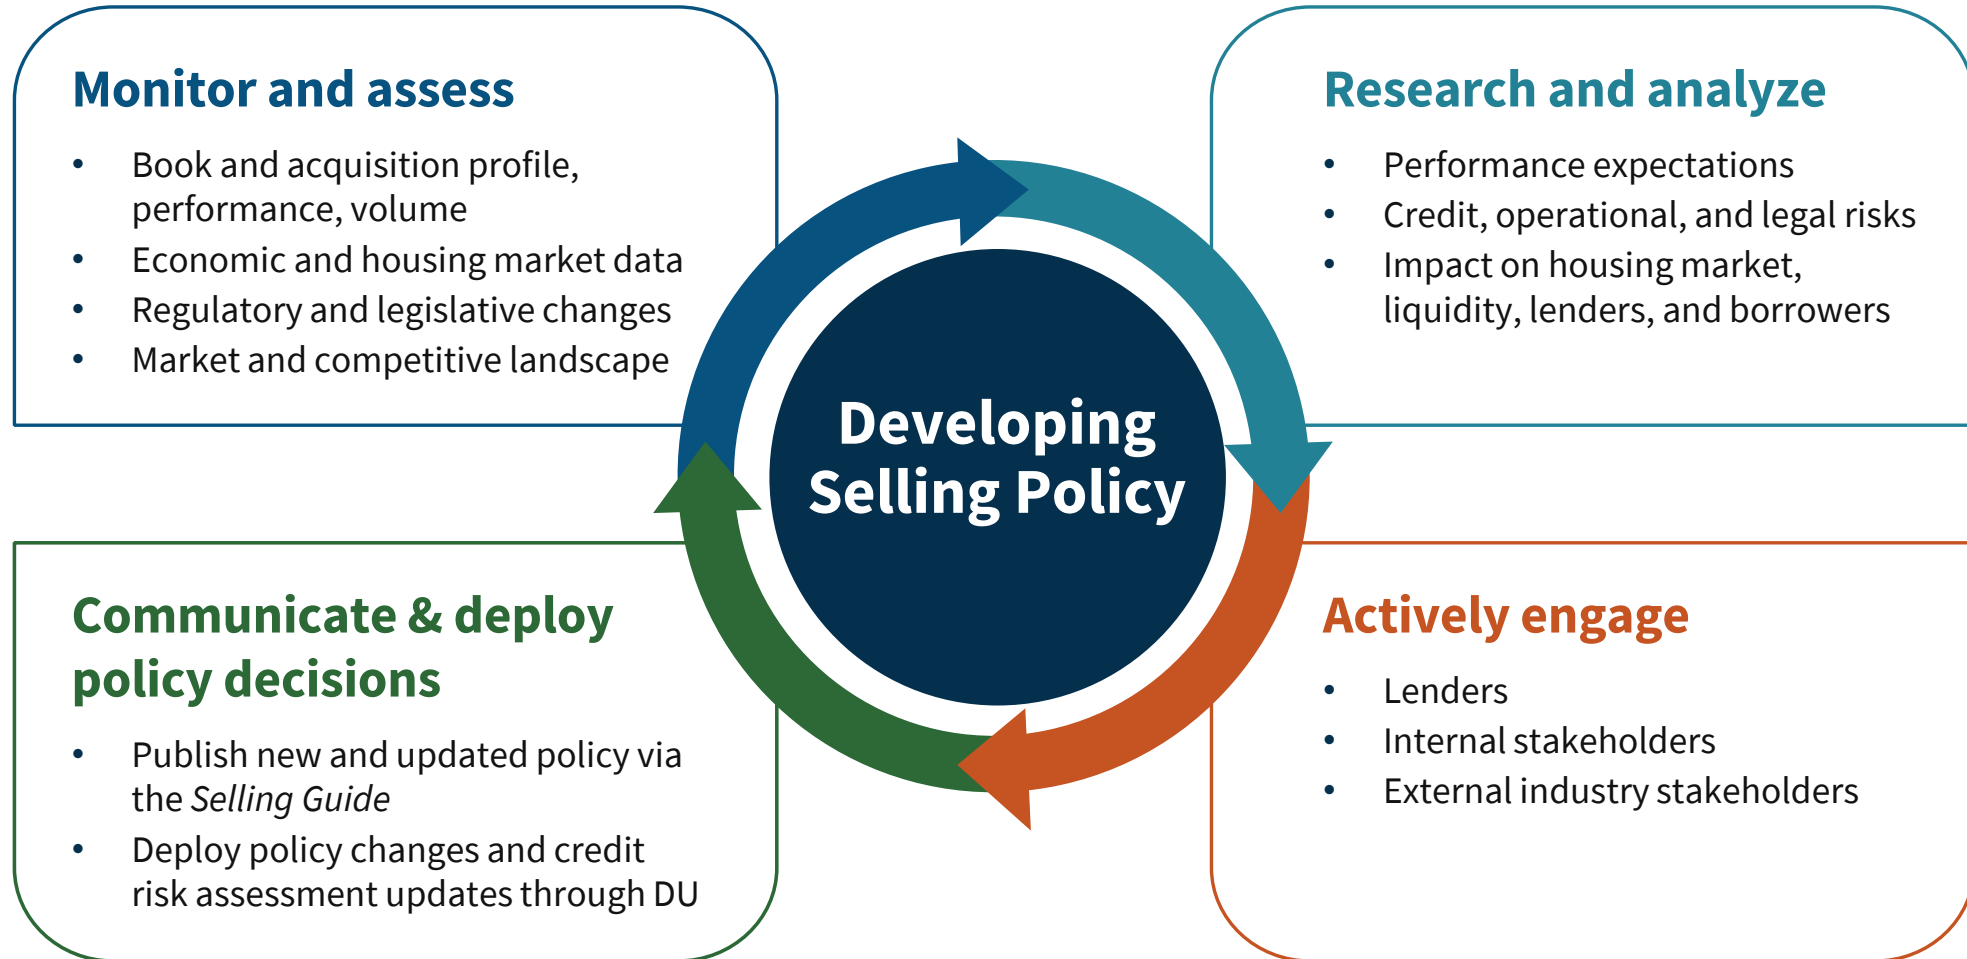 Monitor and assess
• Book and acquisition profile,
performance, volume
• Economic and housing market data
• Regulatory and legislative changes
• Market and competitive landscape
Research and analyze
• Performance expectations
• Credit, operational, and legal risks
• Impact on housing market,
liquidity, lenders, and borrowers
Developing
Selling Policy
Communicate & deploy
policy decisions
• Publish new and updated policy via
the Selling Guide
• Deploy policy changes and credit
risk assessment updates through DU
Actively engage
• Lenders
• Internal stakeholders
• External industry stakeholders